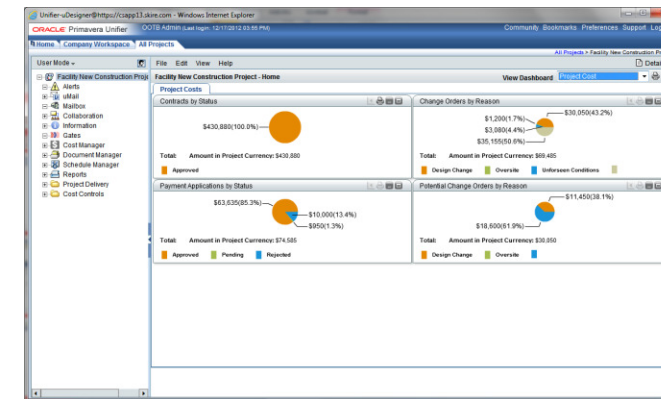 Unifier-uDesigner@https://csapp13.skire.com - Windows Internet Explorer
ORACLE Primavera Unifier OOTB Admin (Last login: 12/17/2012 03:55 PM) Community Bookmarks Preferences Support Log
Home Company Workspace All Projects
All Projects > Facility New Construction Pr
User Mode
File Edit View Help
Detai
Facility New Construction Proje
Facility New Construction Project - Home
View Dashboard Project Cost
Alerts
uMail
Mailbox
Collaboration
Information
Gates
Cost Manager
Document Manager
Schedule Manager
Reports
Project Delivery
Cost Controls
Project Costs
Contracts by Status
$430,880(100.0%)
Total: Amount in Project Currency: $430,880
Approved
Change Orders by Reason
$30,050(43.2%)
$1,200(1.7%)
$3,080(4.4%)
$35,155(50.6%)
Total: Amount in Project Currency: $69,485
Design Change Oversite Unforseen Conditions
Payment Applications by Status
$63,635(85.3%)
$10,000(13.4%)
$950(1.3%)
Total: Amount in Project Currency: $74,585
Approved Pending Rejected
Potential Change Orders by Reason
$11,450(38.1%)
$18,600(61.9%)
Total: Amount in Project Currency: $30,050
Design Change Oversite